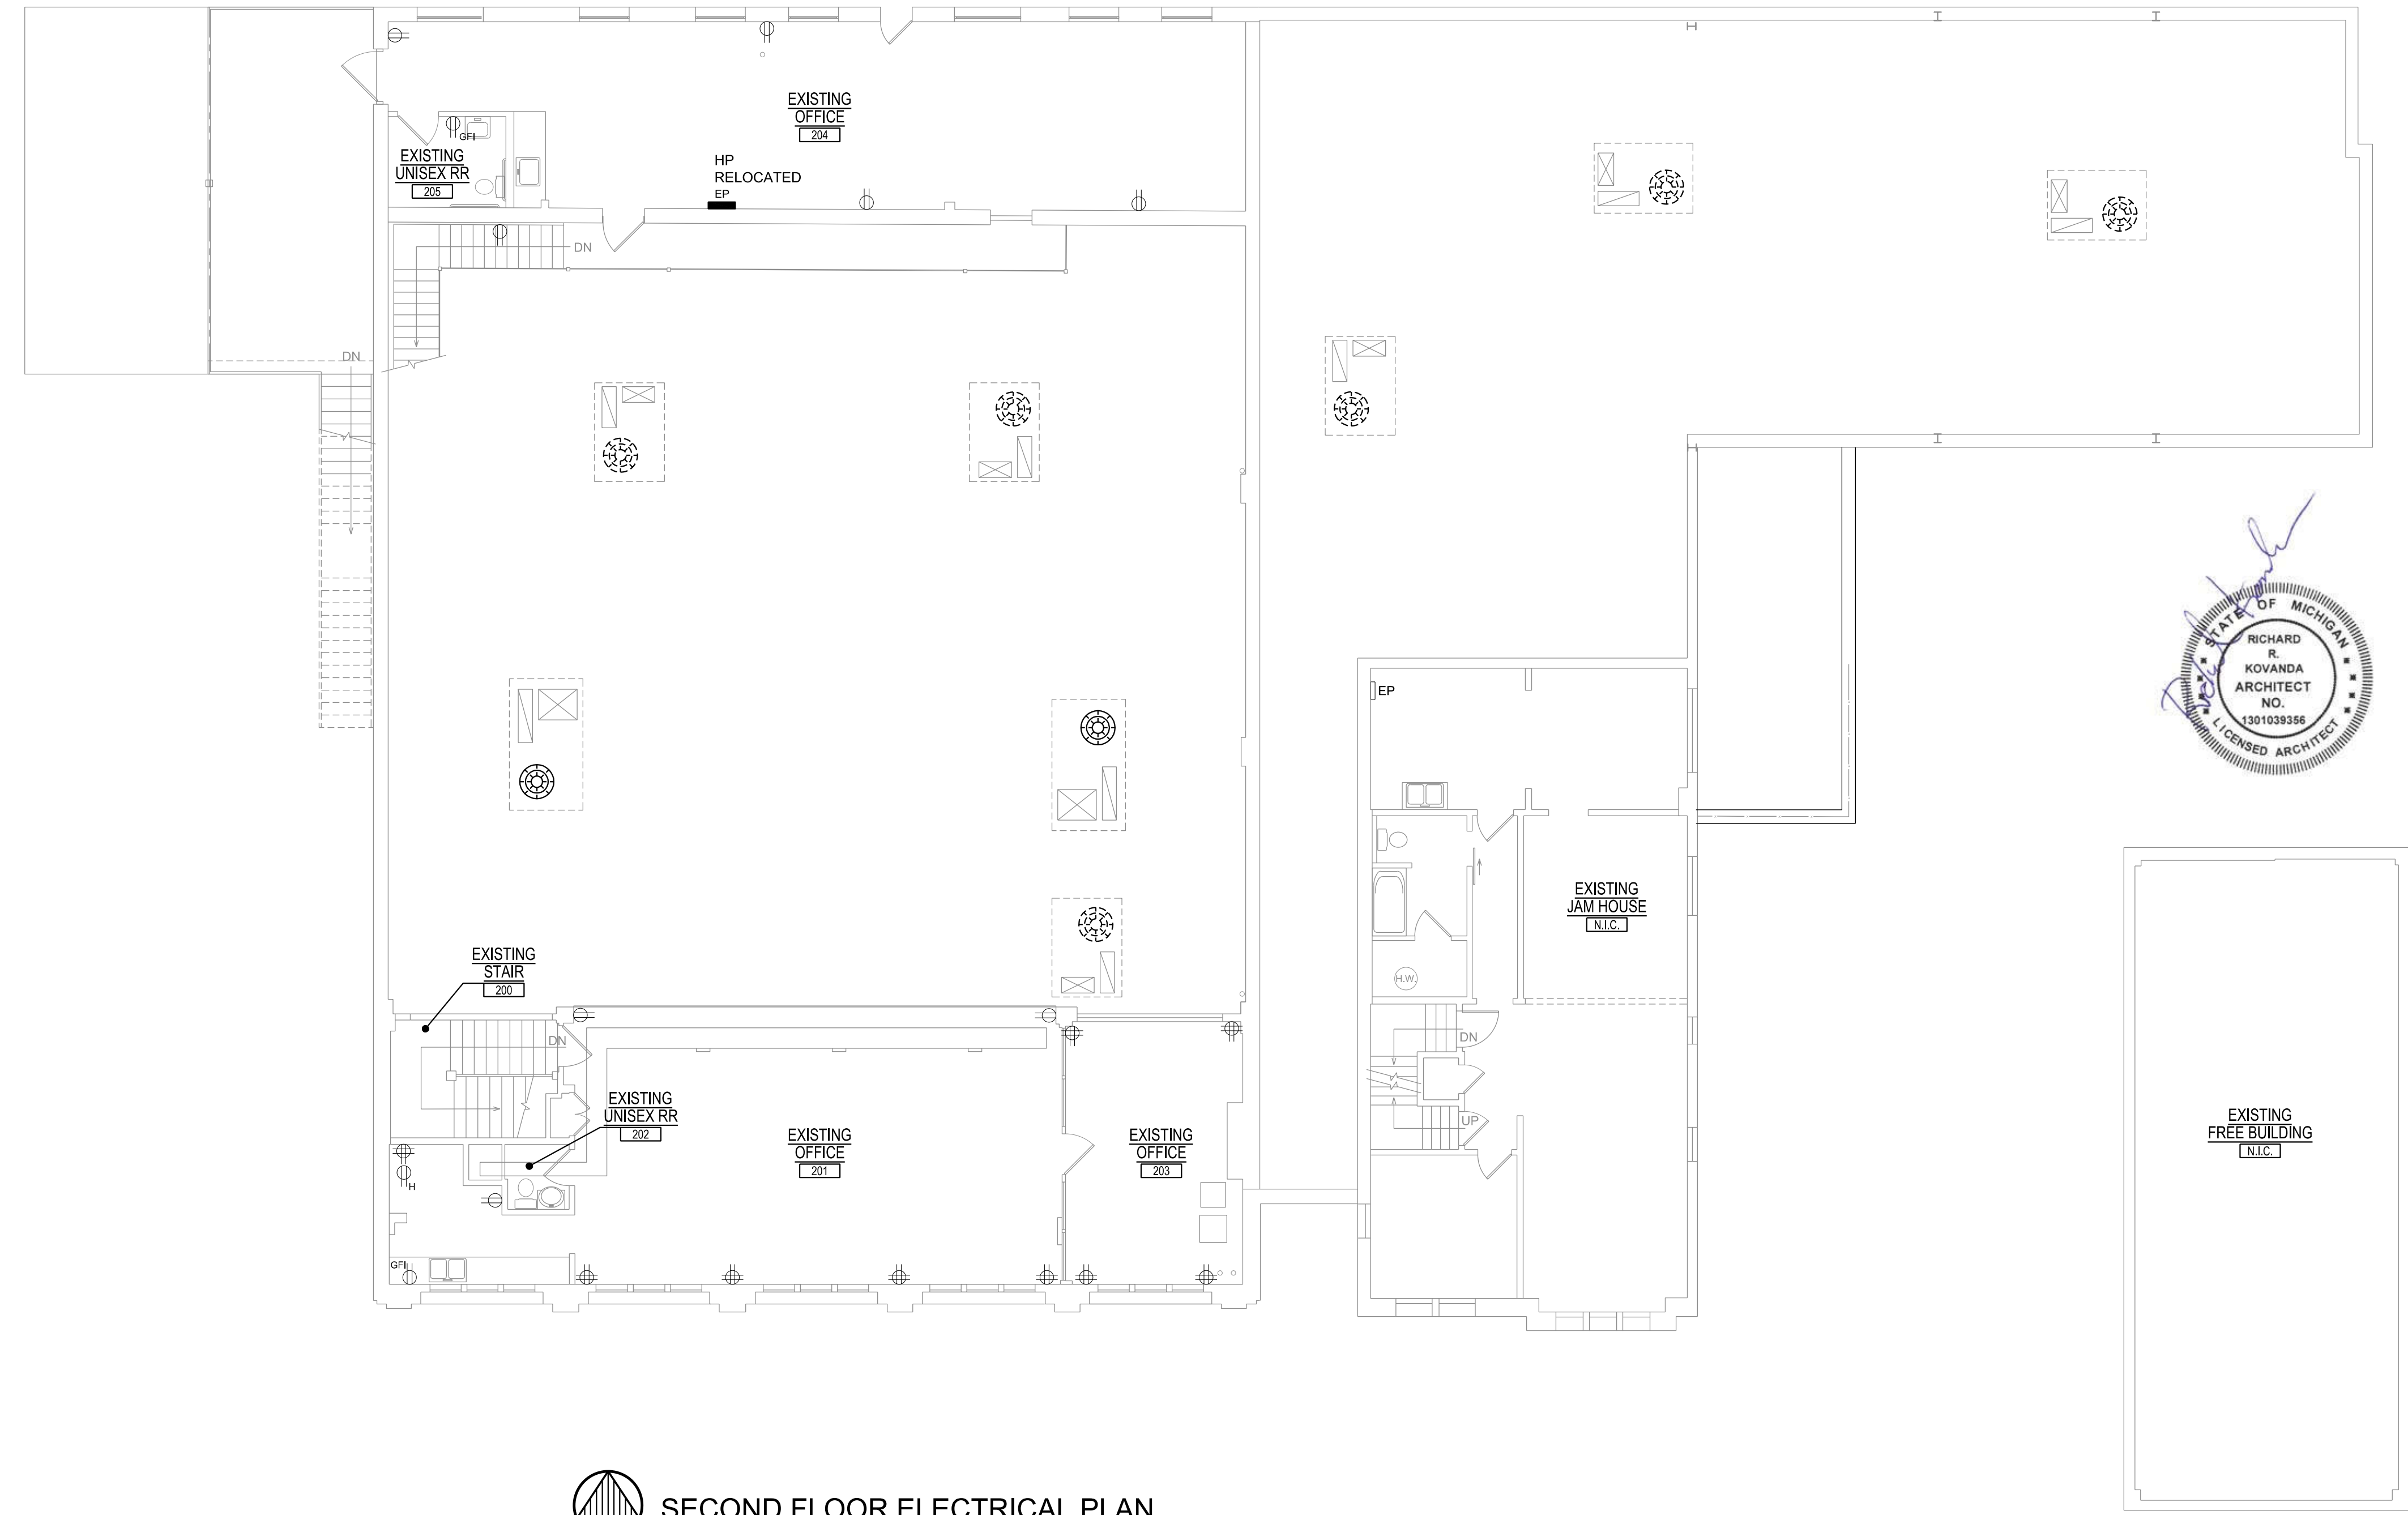 EXISTING
OFFICE
204
GFI
EXISTING
UNISEX RR
205
HP
RELOCATED
EP
DN
DN
STATE OF MICHIGAN
RICHARD
R.
KOVANDA
ARCHITECT
NO.
1301039356
LICENSED ARCHITECT
EP
EXISTING
JAM HOUSE
N.I.C.
EXISTING
STAIR
200
H.W.
DN
DN
EXISTING
UNISEX RR
202
EXISTING
OFFICE
201
EXISTING
OFFICE
203
UP
EXISTING
FREE BUILDING
N.I.C.
H
GFI
SECOND FLOOR ELECTRICAL PLAN